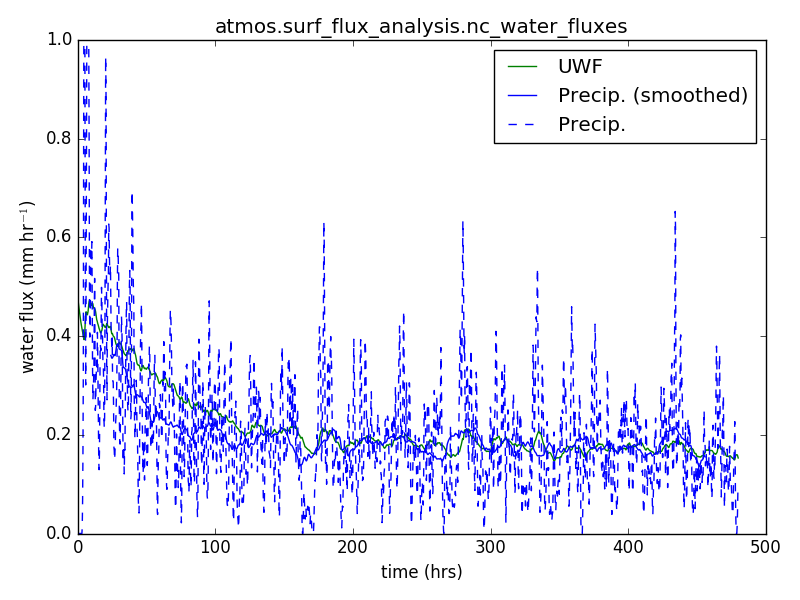 atmos.surf_flux_analysis.nc_water_fluxes
UWF
Precip. (smoothed)
Precip.
water flux (mm hr⁻¹)
1.0
0.8
0.6
0.4
0.2
0.0
0 100 200 300 400 500
time (hrs)